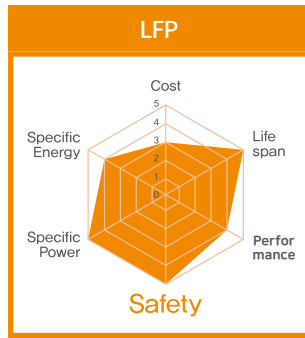 LFP
Cost
5
4
3
2
1
0
Specific
Energy
Life
span
Specific
Power
Perfor
mance
Safety